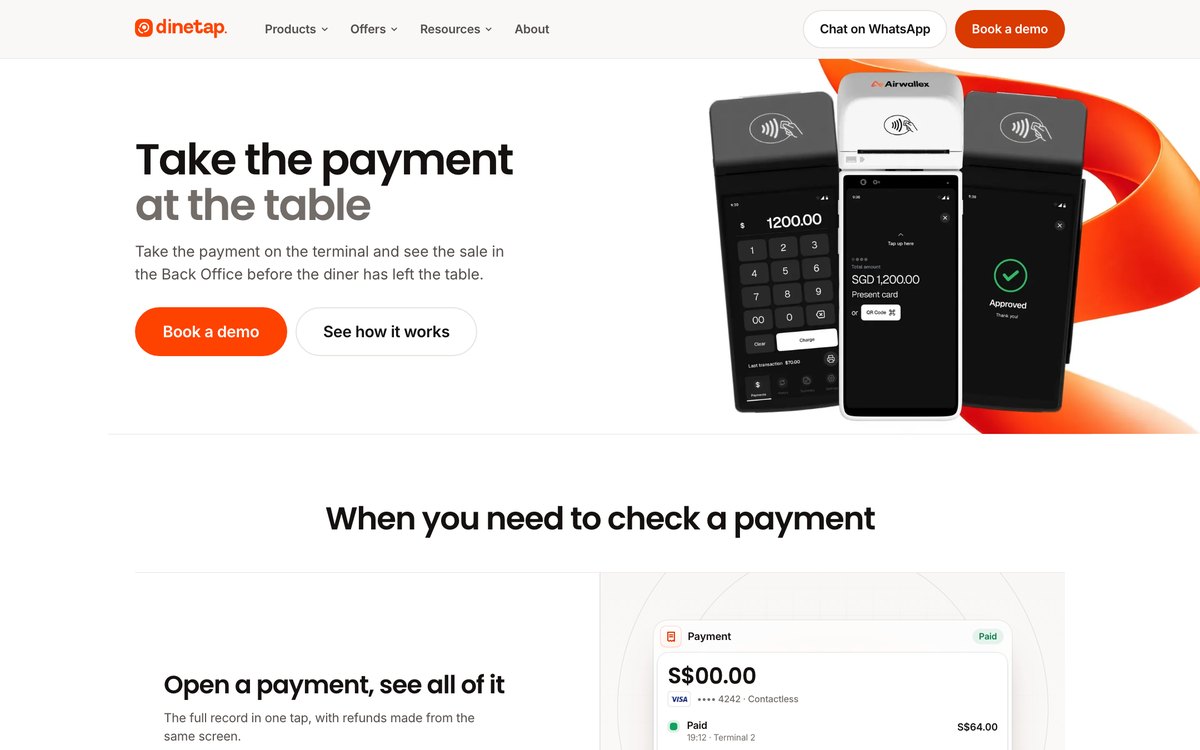 dinetap.
Products
Offers
Resources
About
Chat on WhatsApp
Book a demo
Take the payment
at the table
Take the payment on the terminal and see the sale in
the Back Office before the diner has left the table.
Book a demo
See how it works
9:30
$ 1200.00
1 2 3
4 5 6
7 8 9
00 0
Clear
Charge
Last transaction $70.00
$
Payments
Airwallex
9:30
Tap up here
Total amount
SGD 1,200.00
Present card
or QR Code
9:30
Approved
Thank you!
When you need to check a payment
Open a payment, see all of it
The full record in one tap, with refunds made from the
same screen.
Payment
Paid
S$00.00
VISA •••• 4242 · Contactless
Paid
S$64.00
19:12 · Terminal 2